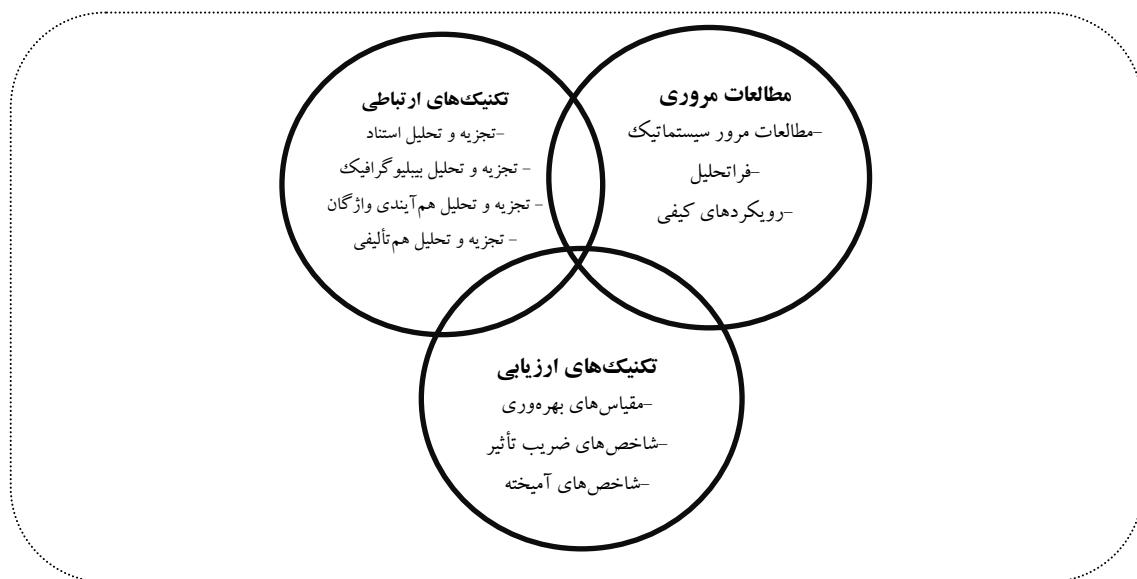 مطالعات مروری
-مطالعات مرور سیستماتیک
-فراتحلیل
-رویکردهای کیفی
تکنیک‌های ارتباطی
-تجزیه و تحلیل استناد
- تجزیه و تحلیل بیبلیوگرافیک
- تجزیه و تحلیل هم‌آیندی واژگان
- تجزیه و تحلیل هم‌تألیفی
تکنیک‌های ارزیابی
-مقیاس‌های بهره‌وری
-شاخص‌های ضریب تأثیر
-شاخص‌های آمیخته